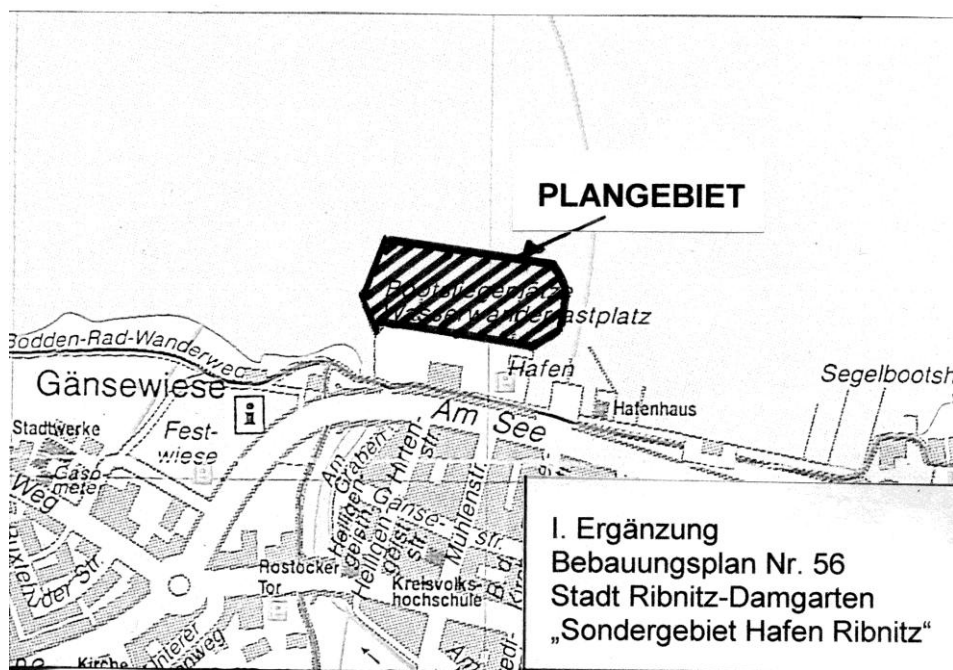 PLANGEBIET
Bootsliegeplätze
Wasserwanderrastplatz
Bodden-Rad-Wanderweg
Hafen
Gänsewiese
Segelbootsh
Am See
Hafenhaus
Stadtwerke
Fest-
wiese
Gaso-
meter
Weg
Am
Graben
Heiligen-
geist-
Mühlenstr.
Gänse-
str.
Rostocker
Tor
Kreisvolks-
hochschule
Kirche
I. Ergänzung
Bebauungsplan Nr. 56
Stadt Ribnitz-Damgarten
„Sondergebiet Hafen Ribnitz”